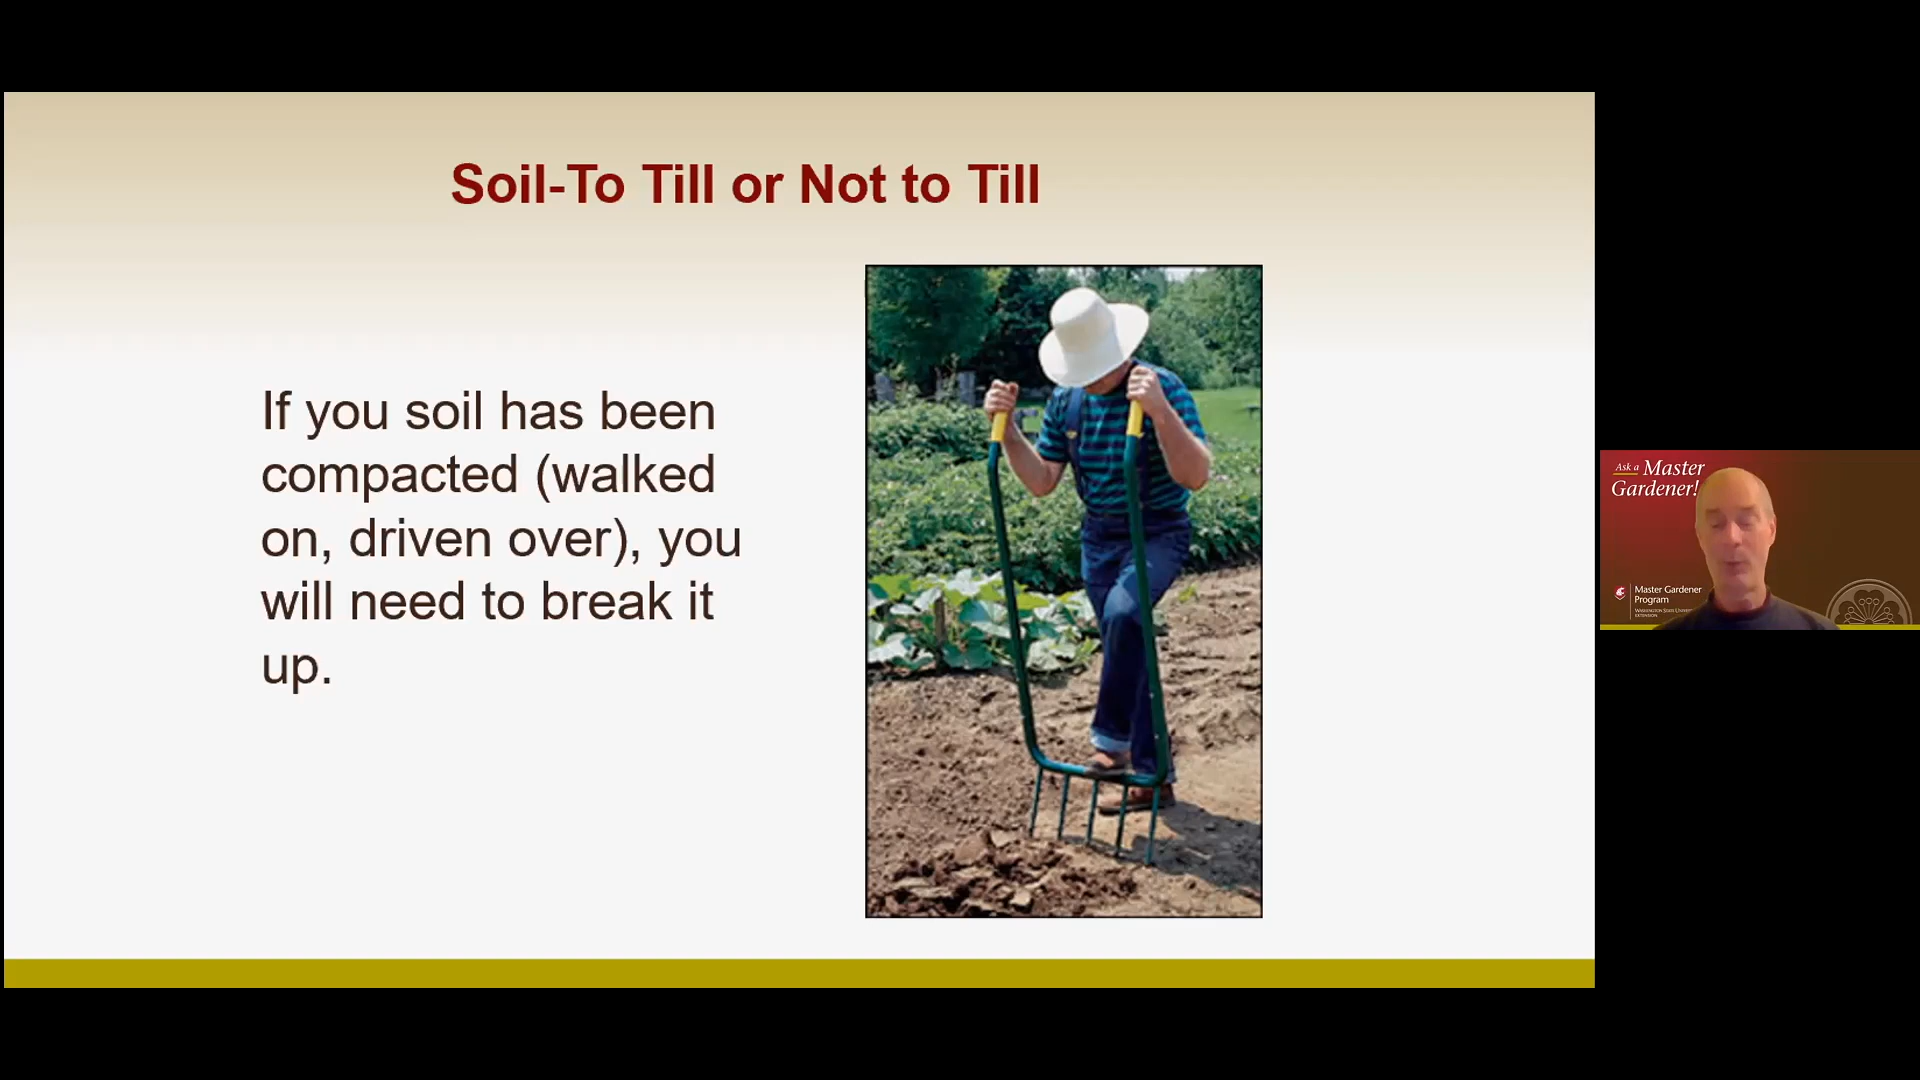 Soil-To Till or Not to Till
If you soil has been
compacted (walked
on, driven over), you
will need to break it
up.
Ask a Master
Gardener!
Master Gardener
Program
WASHINGTON STATE
EXTENSION